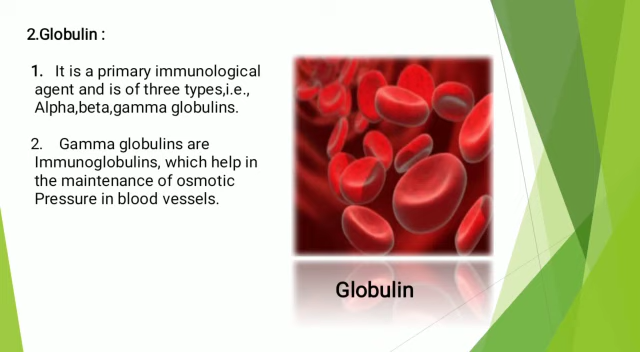 2.Globulin :
1. It is a primary immunological
agent and is of three types,i.e.,
Alpha,beta,gamma globulins.
2. Gamma globulins are
Immunoglobulins, which help in
the maintenance of osmotic
Pressure in blood vessels.
Globulin